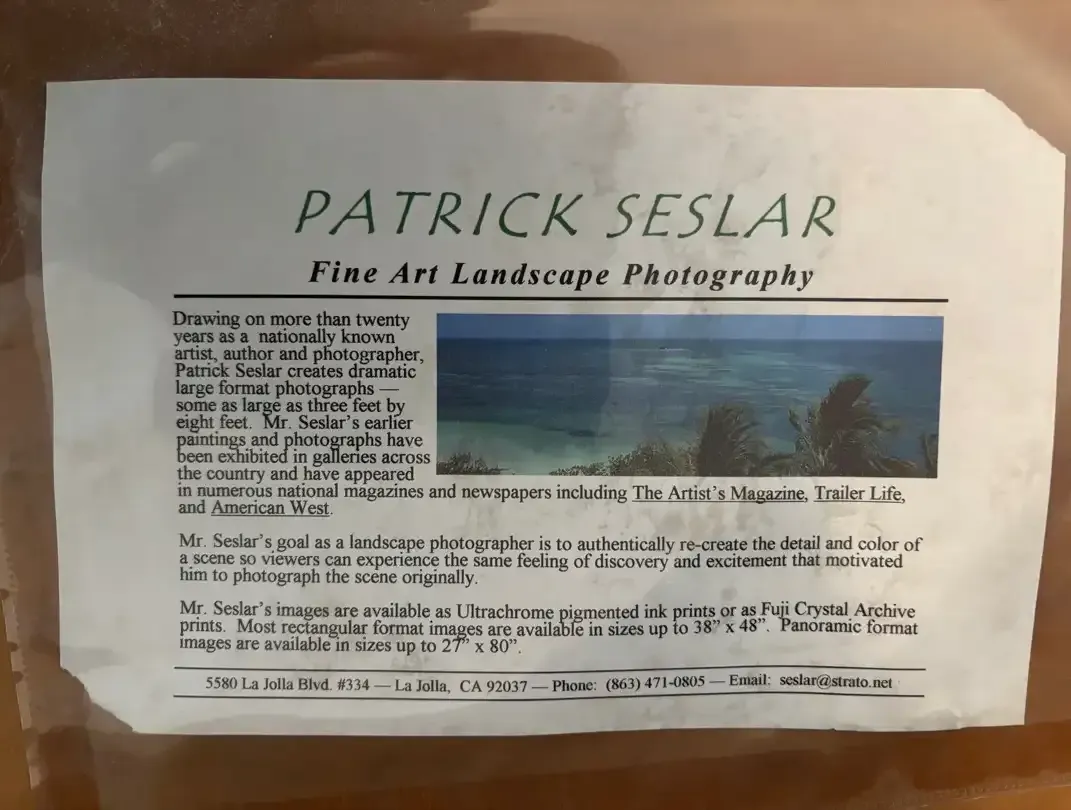 PATRICK SESLAR
Fine Art Landscape Photography
Drawing on more than twenty
years as a nationally known
artist, author and photographer,
Patrick Seslar creates dramatic
large format photographs —
some as large as three feet by
eight feet. Mr. Seslar's earlier
paintings and photographs have
been exhibited in galleries across
the country and have appeared
in numerous national magazines and newspapers including The Artist's Magazine, Trailer Life,
and American West.
Mr. Seslar's goal as a landscape photographer is to authentically re-create the detail and color of
a scene so viewers can experience the same feeling of discovery and excitement that motivated
him to photograph the scene originally.
Mr. Seslar's images are available as Ultrachrome pigmented ink prints or as Fuji Crystal Archive
prints. Most rectangular format images are available in sizes up to 38” x 48”. Panoramic format
images are available in sizes up to 27” x 80”.
5580 La Jolla Blvd. #334 — La Jolla, CA 92037 — Phone: (863) 471-0805 — Email: seslar@strato.net